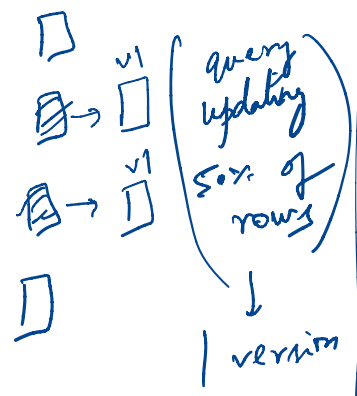 v1
query
updating
50% of
rows
v1
1 version